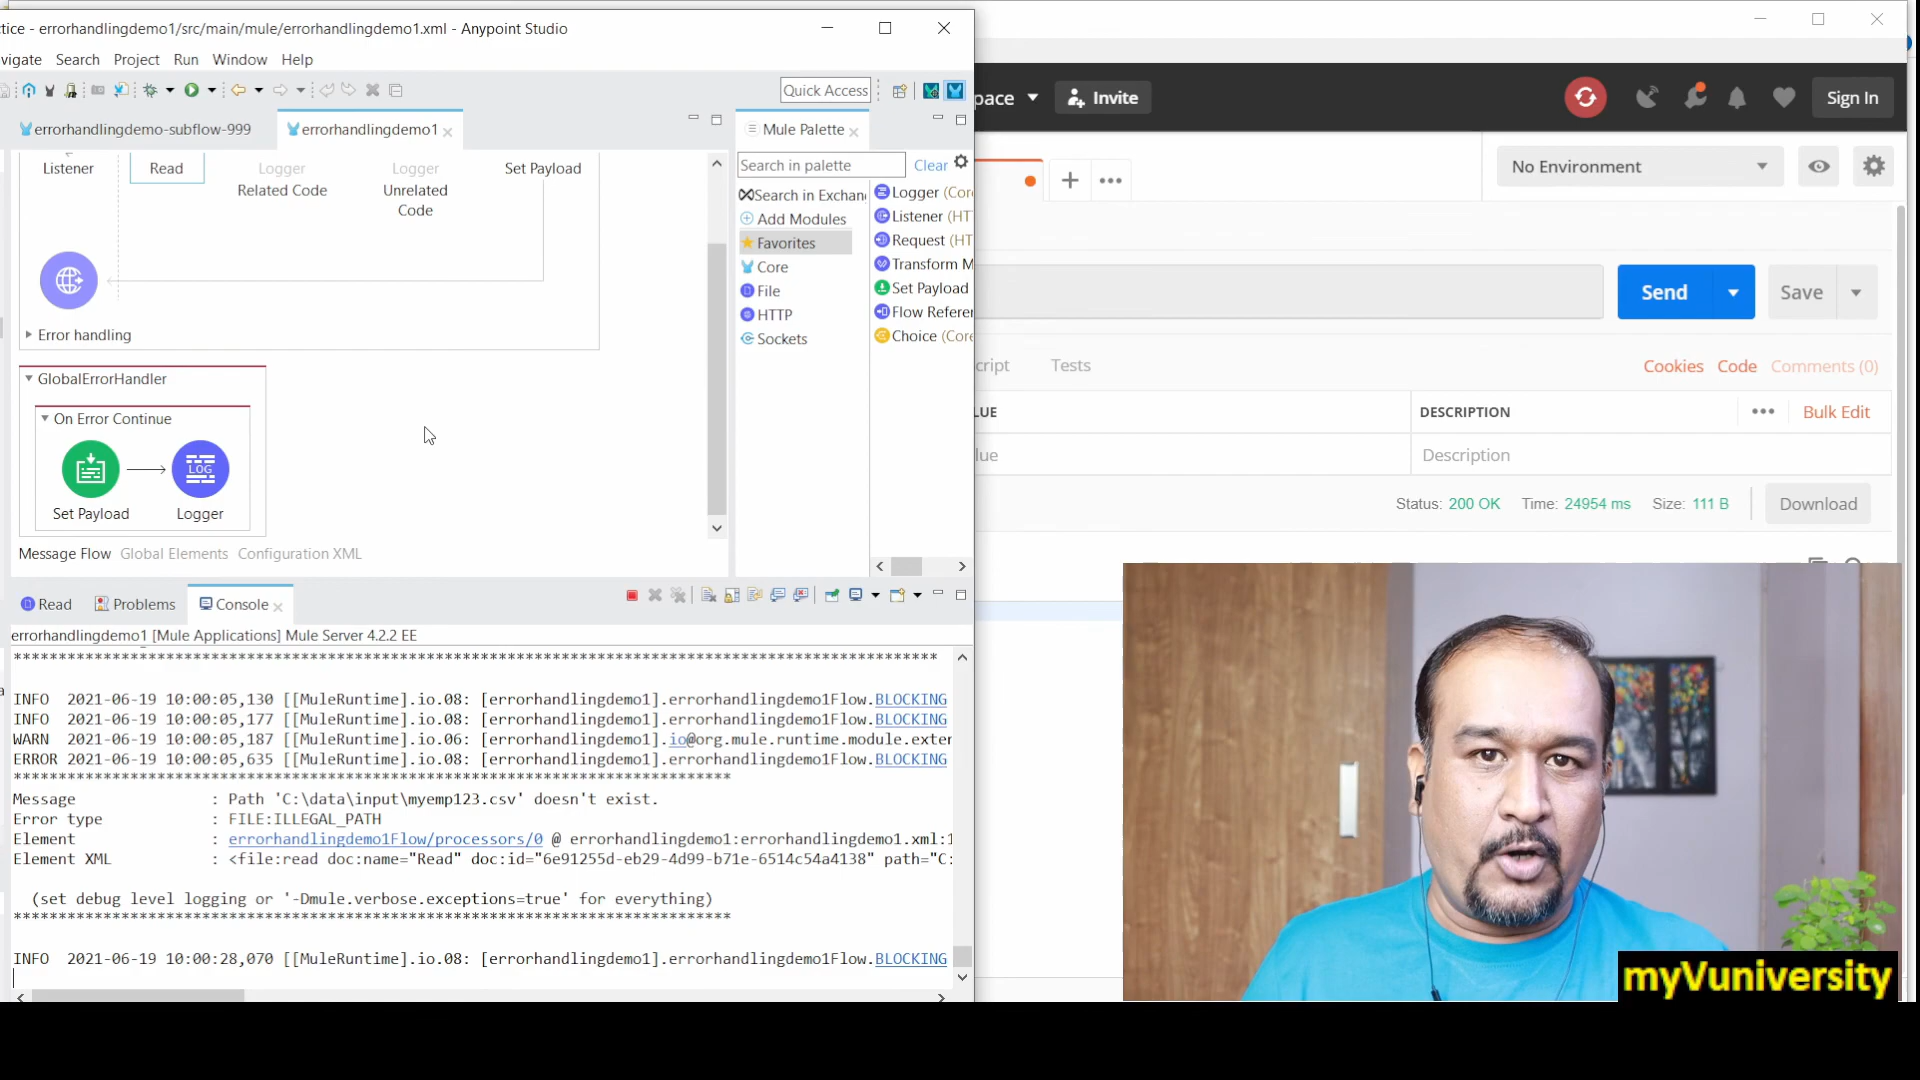 tice - errorhandlingdemo1/src/main/mule/errorhandlingdemo1.xml - Anypoint Studio
vigate Search Project Run Window Help
Quick Access
errorhandlingdemo-subflow-999
errorhandlingdemo1
Mule Palette
Listener
Read
Logger
Related Code
Logger
Unrelated
Code
Set Payload
Error handling
GlobalErrorHandler
On Error Continue
Set Payload
Logger
Message Flow Global Elements Configuration XML
Search in palette
Clear
Search in Exchan
Add Modules
Favorites
Core
File
HTTP
Sockets
Logger (Core
Listener (HT
Request (HT
Transform M
Set Payload
Flow Refere
Choice (Core
Read
Problems
Console
errorhandlingdemo1 [Mule Applications] Mule Server 4.2.2 EE
INFO 2021-06-19 10:00:05,130 [[MuleRuntime].io.08: [errorhandlingdemo1].errorhandlingdemo1Flow.BLOCKING
INFO 2021-06-19 10:00:05,177 [[MuleRuntime].io.08: [errorhandlingdemo1].errorhandlingdemo1Flow.BLOCKING
WARN 2021-06-19 10:00:05,187 [[MuleRuntime].io.06: [errorhandlingdemo1].io@org.mule.runtime.module.exter
ERROR 2021-06-19 10:00:05,635 [[MuleRuntime].io.08: [errorhandlingdemo1].errorhandlingdemo1Flow.BLOCKING
Message : Path 'C:\data\input\myemp123.csv' doesn't exist.
Error type : FILE:ILLEGAL_PATH
Element : errorhandlingdemo1Flow/processors/0 @ errorhandlingdemo1:errorhandlingdemo1.xml:1
Element XML : <file:read doc:name="Read" doc:id="6e91255d-eb29-4d99-b71e-6514c54a4138" path="C:
(set debug level logging or '-Dmule.verbose.exceptions=true' for everything)
INFO 2021-06-19 10:00:28,070 [[MuleRuntime].io.08: [errorhandlingdemo1].errorhandlingdemo1Flow.BLOCKING
pace
Invite
Sign In
No Environment
Send
Save
cript
Tests
Cookies Code Comments (0)
LUE
DESCRIPTION
Bulk Edit
lue
Description
Status: 200 OK Time: 24954 ms Size: 111 B
Download
myVuniversity